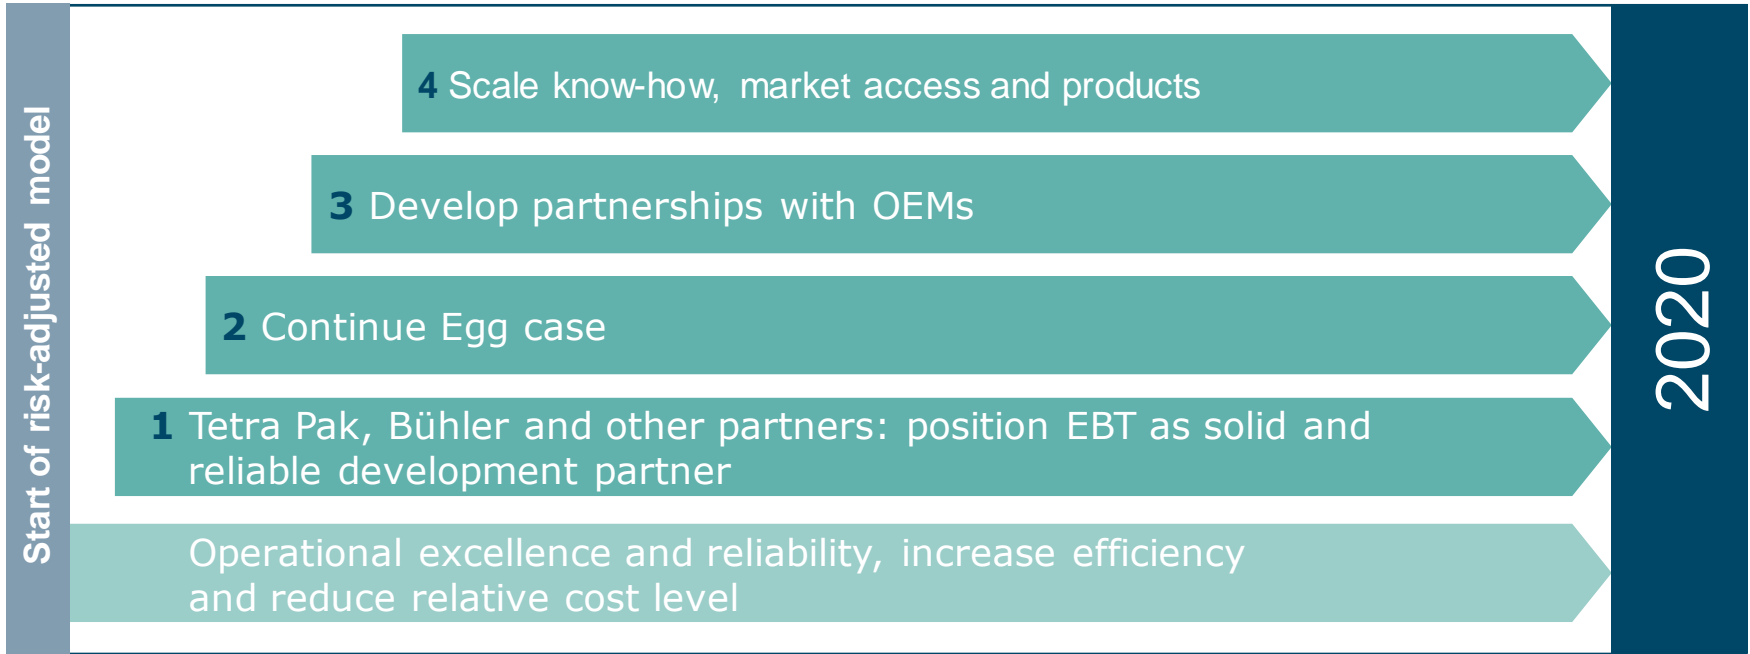 Start of risk-adjusted model
4 Scale know-how, market access and products
3 Develop partnerships with OEMs
2 Continue Egg case
1 Tetra Pak, Bühler and other partners: position EBT as solid and
reliable development partner
Operational excellence and reliability, increase efficiency
and reduce relative cost level
2020